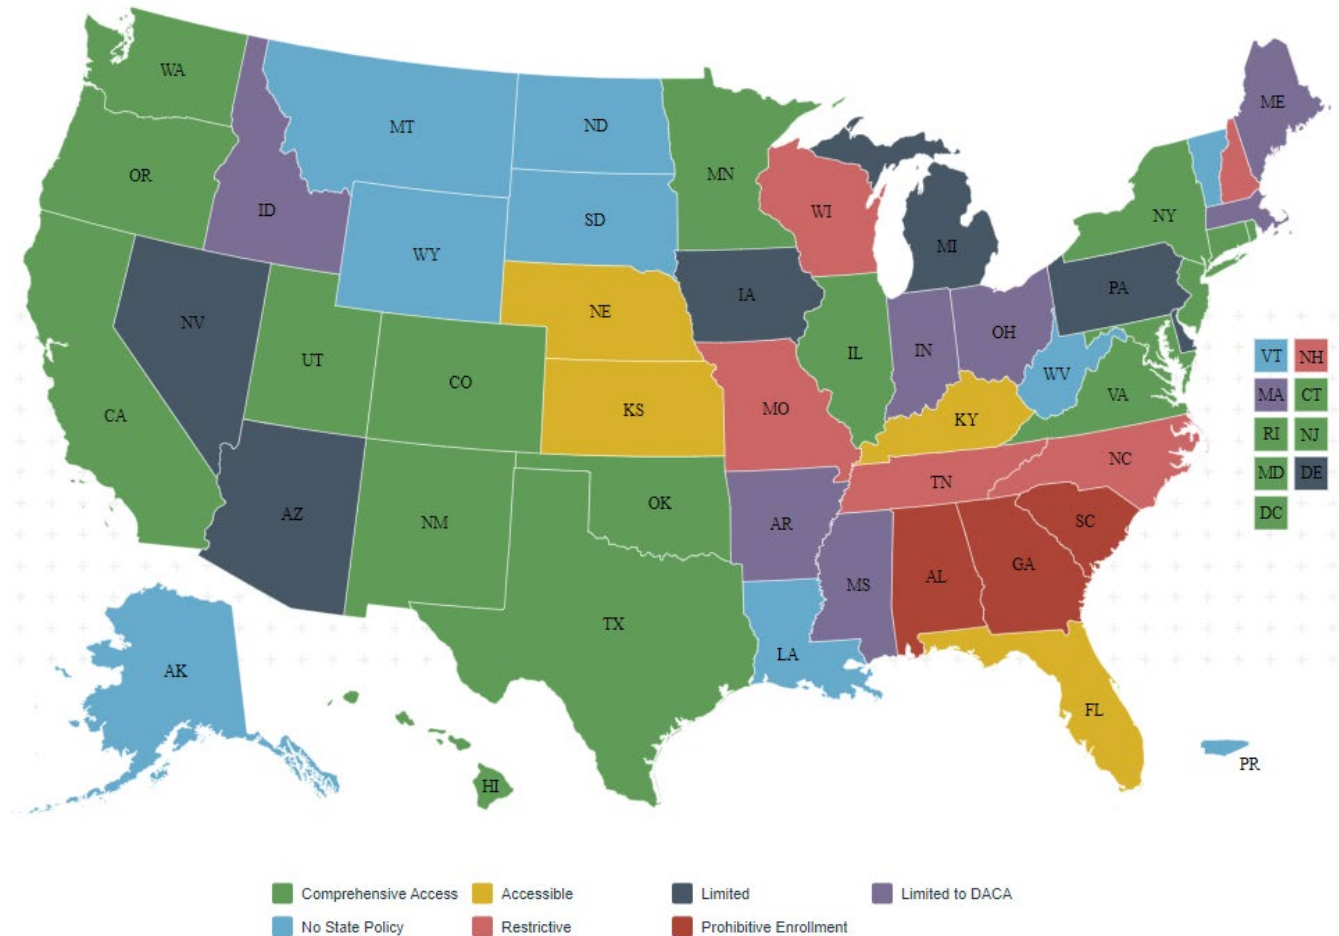 WA
MT
ND
MN
ME
OR
ID
SD
WI
NY
WY
MI
NV
NE
IA
PA
UT
CO
IL
IN
OH
WV
VT NH
CA
KS
MO
KY
VA
MA CT
RI NJ
AZ
NM
OK
AR
TN
NC
MD DE
DC
TX
MS
AL
GA
SC
AK
LA
FL
HI
PR
Comprehensive Access Accessible Limited Limited to DACA
No State Policy Restrictive Prohibitive Enrollment